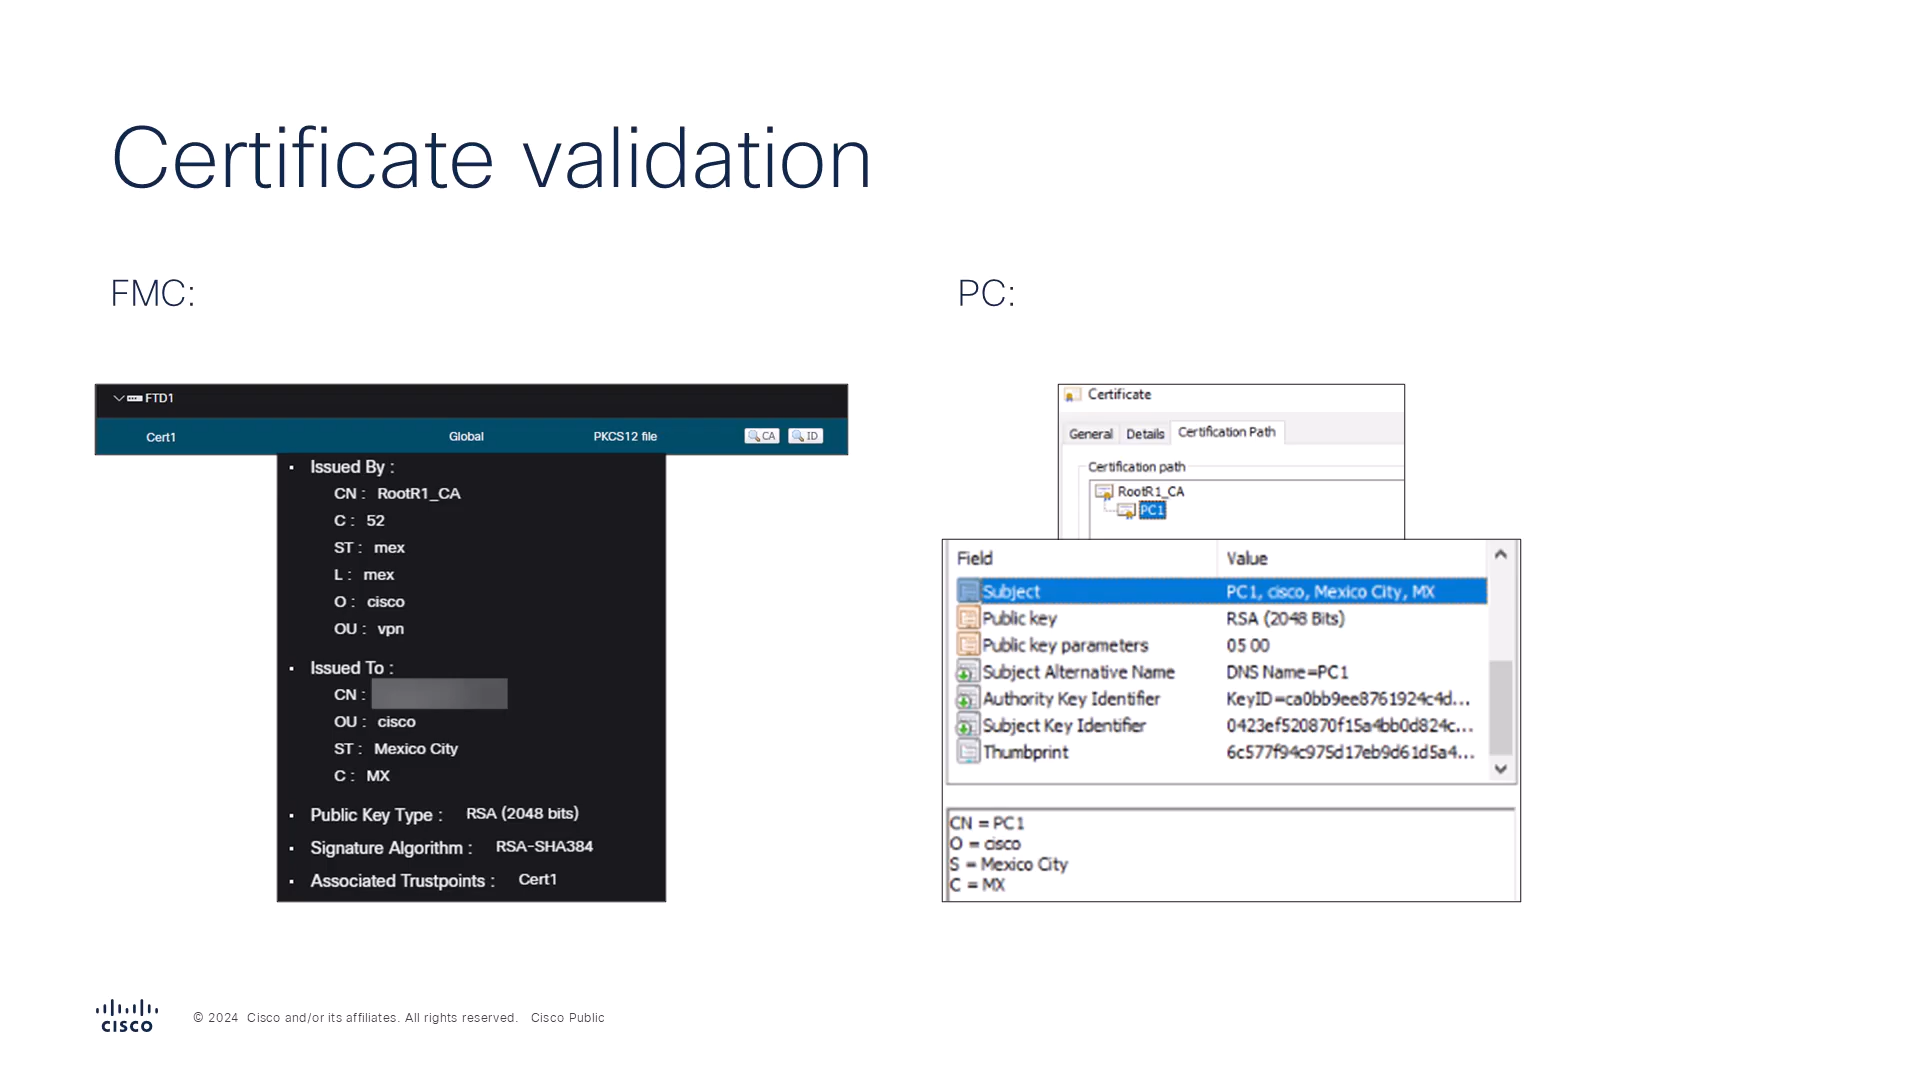 Certificate validation
FMC:
FTD1
Cert1 Global PKCS12 file CA ID
Issued By :
CN : RootR1_CA
C : 52
ST : mex
L : mex
O : cisco
OU : vpn
Issued To :
CN :
OU : cisco
ST : Mexico City
C : MX
Public Key Type : RSA (2048 bits)
Signature Algorithm : RSA-SHA384
Associated Trustpoints : Cert1
PC:
Certificate
General Details Certification Path
Certification path
RootR1_CA
PC1
Field Value
Subject PC1, cisco, Mexico City, MX
Public key RSA (2048 Bits)
Public key parameters 05 00
Subject Alternative Name DNS Name=PC1
Authority Key Identifier KeyID=ca0bb9ee8761924c4d...
Subject Key Identifier 0423ef520870f15a4bb0d824c...
Thumbprint 6c577f94c975d17eb9d61d5a4...
CN = PC1
O = cisco
S = Mexico City
C = MX
CISCO
© 2024 Cisco and/or its affiliates. All rights reserved. Cisco Public